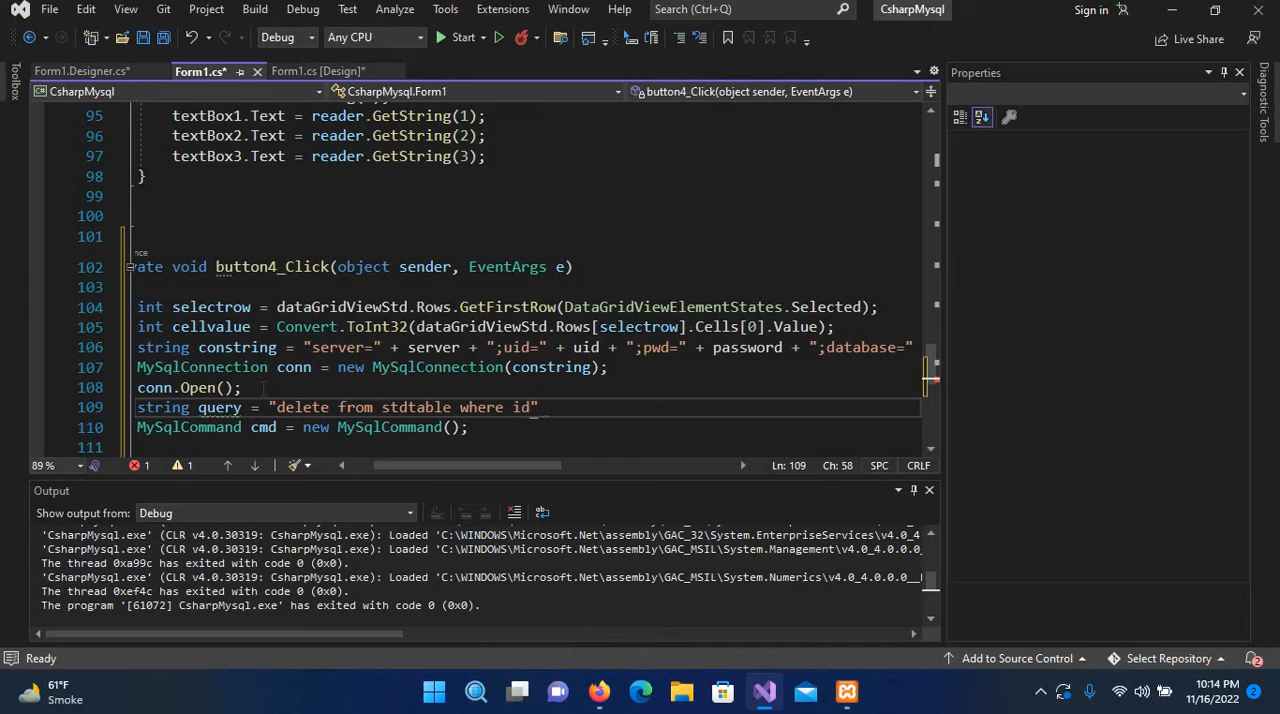 File Edit View Git Project Build Debug Test Analyze Tools Extensions Window Help Search (Ctrl+Q) CsharpMysql Sign in
Debug Any CPU Start Live Share
Form1.Designer.cs* Form1.cs* Form1.cs [Design]* Properties
CsharpMysql CsharpMysql.Form1 button4_Click(object sender, EventArgs e)
Toolbox
Diagnostic Tools
95 textBox1.Text = reader.GetString(1);
96 textBox2.Text = reader.GetString(2);
97 textBox3.Text = reader.GetString(3);
98 }
99
100
101
nce
102 ate void button4_Click(object sender, EventArgs e)
103
104 int selectrow = dataGridViewStd.Rows.GetFirstRow(DataGridViewElementStates.Selected);
105 int cellvalue = Convert.ToInt32(dataGridViewStd.Rows[selectrow].Cells[0].Value);
106 string constring = "server=" + server + ";uid=" + uid + ";pwd=" + password + ";database="
107 MySqlConnection conn = new MySqlConnection(constring);
108 conn.Open();
109 string query = "delete from stdtable where id"
110 MySqlCommand cmd = new MySqlCommand();
111
89 % 1 1 Ln: 109 Ch: 58 SPC CRLF
Output
Show output from: Debug
'CsharpMysql.exe' (CLR v4.0.30319: CsharpMysql.exe): Loaded 'C:\WINDOWS\Microsoft.Net\assembly\GAC_32\System.EnterpriseServices\v4.0_4
'CsharpMysql.exe' (CLR v4.0.30319: CsharpMysql.exe): Loaded 'C:\WINDOWS\Microsoft.Net\assembly\GAC_MSIL\System.Management\v4.0_4.0.0.0_
The thread 0xa99c has exited with code 0 (0x0).
'CsharpMysql.exe' (CLR v4.0.30319: CsharpMysql.exe): Loaded 'C:\WINDOWS\Microsoft.Net\assembly\GAC_MSIL\System.Numerics\v4.0_4.0.0.0__
The thread 0xef4c has exited with code 0 (0x0).
The program '[61072] CsharpMysql.exe' has exited with code 0 (0x0).
Ready Add to Source Control Select Repository 2
61°F
Smoke
10:14 PM
11/16/2022 2